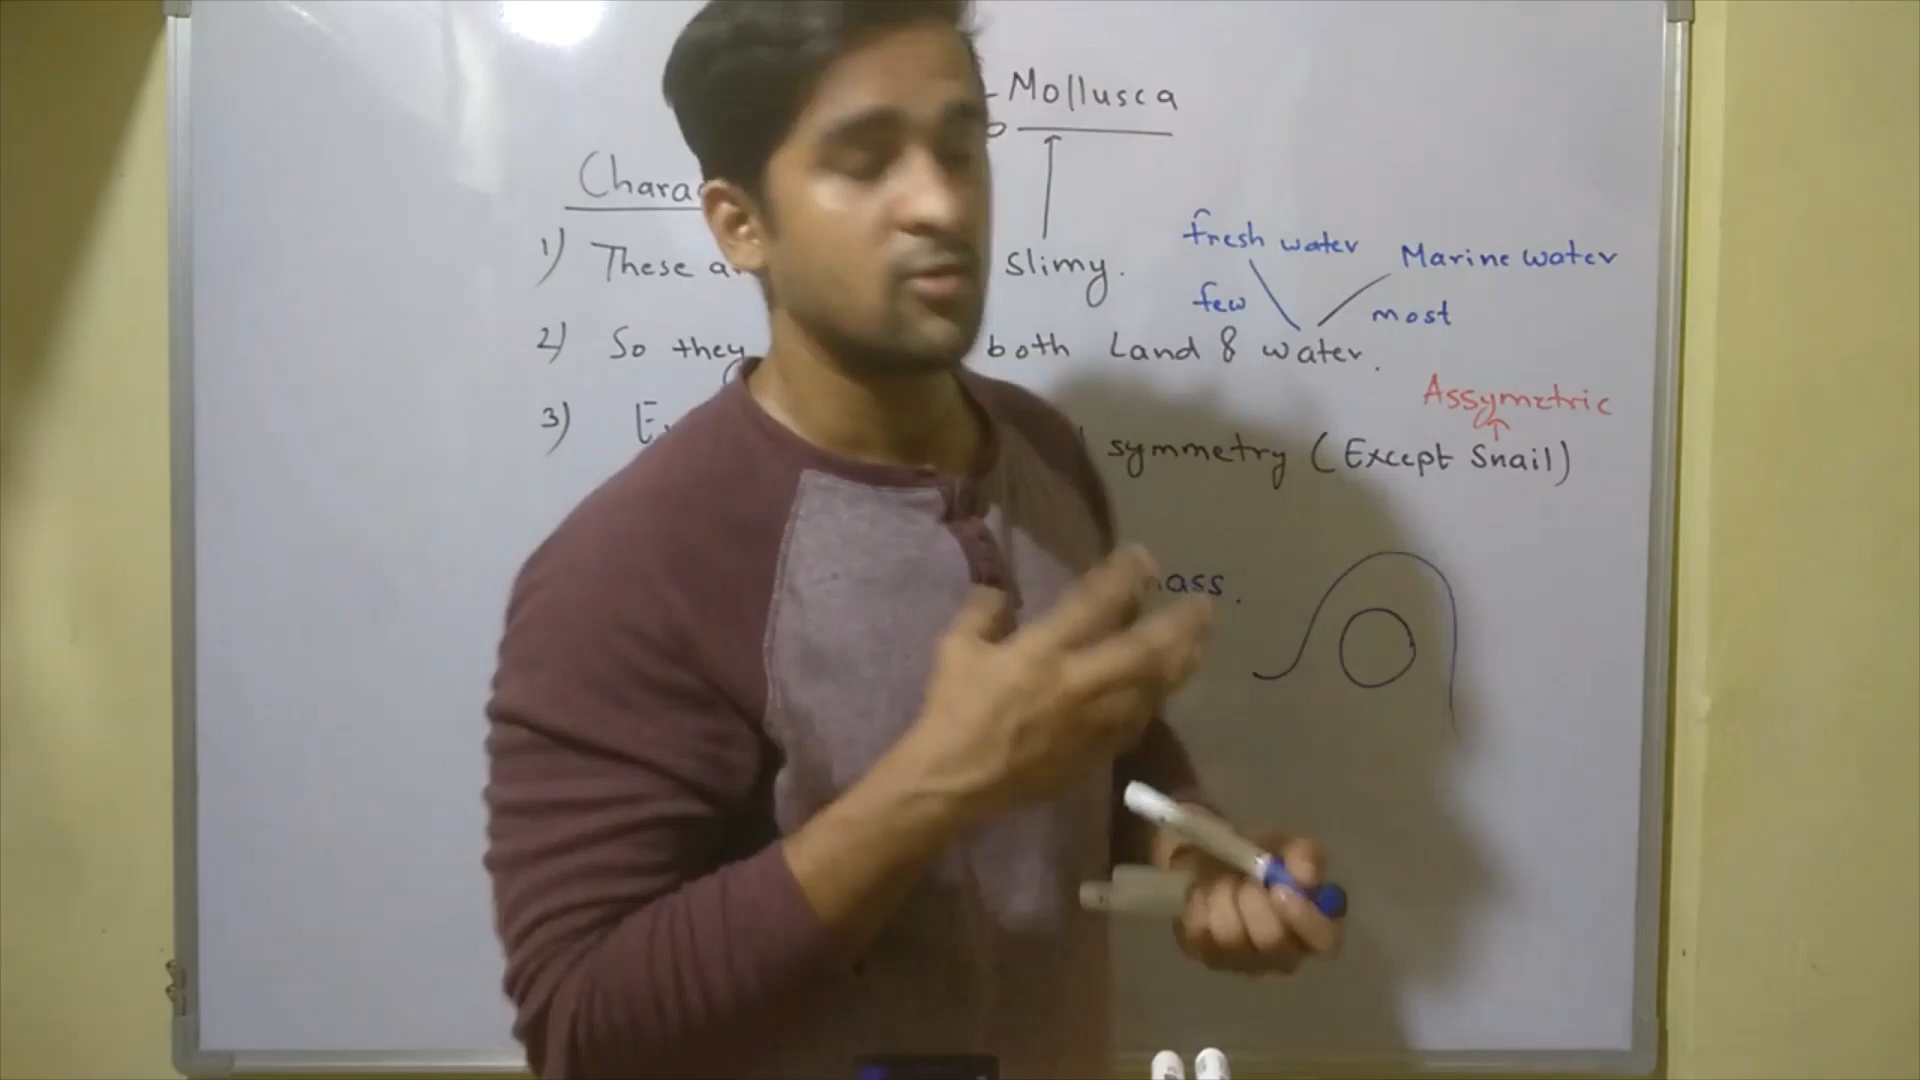 Mollusca
Charac
1) These a slimy.
fresh water
Marine water
few
most
2) So they both Land & water.
Assymetric
3) symmetry (Except Snail)
mass.